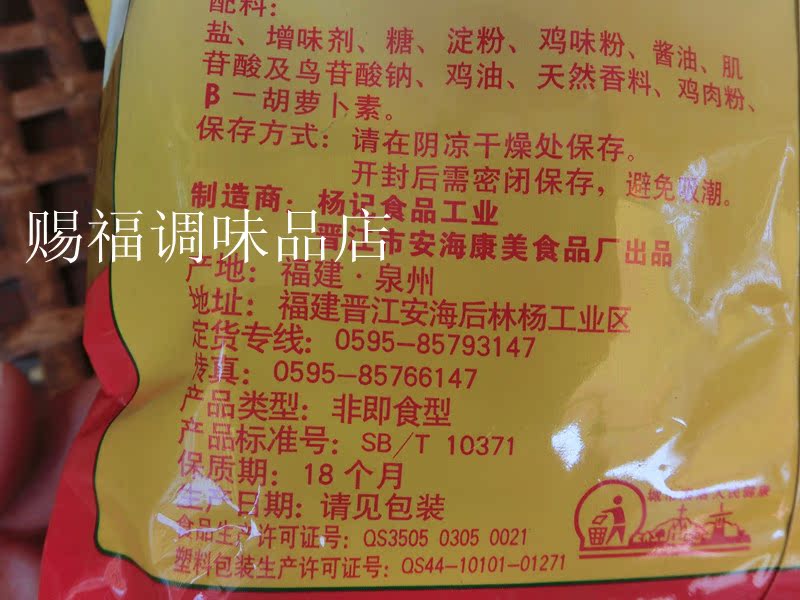 配料:
盐、增味剂、糖、淀粉、鸡味粉、酱油、肌
苷酸及鸟苷酸钠、鸡油、天然香料、鸡肉粉、
B一胡萝卜素。
保存方式: 请在阴凉干燥处保存。
开封后需密闭保存, 避免吸潮。
制造商: 杨记食品工业
赐福调味品店
晋江市安海康美食品厂出品
产地: 福建·泉州
地址: 福建晋江安海后林杨工业区
定货专线: 0595-85793147
传真: 0595-85766147
产品类型: 非即食型
产品标准号: SB/T 10371
保质期: 18个月
生产日期: 请见包装
食品生产许可证号: QS3505 0305 0021
塑料包装生产许可证号: QS44-10101-01271